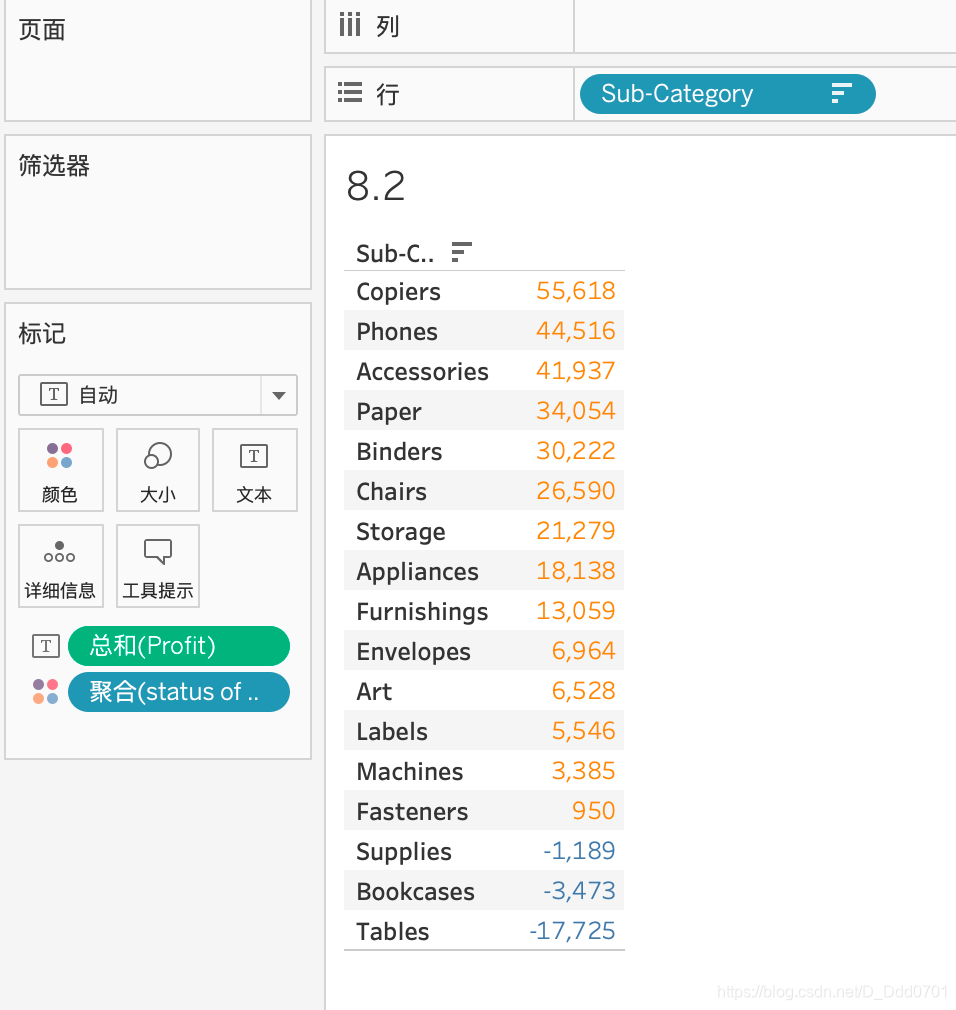 页面
列
行 Sub-Category
筛选器
标记
T 自动
颜色 大小 T 文本
详细信息 工具提示
T 总和(Profit)
聚合(status of ..
8.2
Sub-C..
Copiers 55,618
Phones 44,516
Accessories 41,937
Paper 34,054
Binders 30,222
Chairs 26,590
Storage 21,279
Appliances 18,138
Furnishings 13,059
Envelopes 6,964
Art 6,528
Labels 5,546
Machines 3,385
Fasteners 950
Supplies -1,189
Bookcases -3,473
Tables -17,725
https://blog.csdn.net/D_Ddd0701